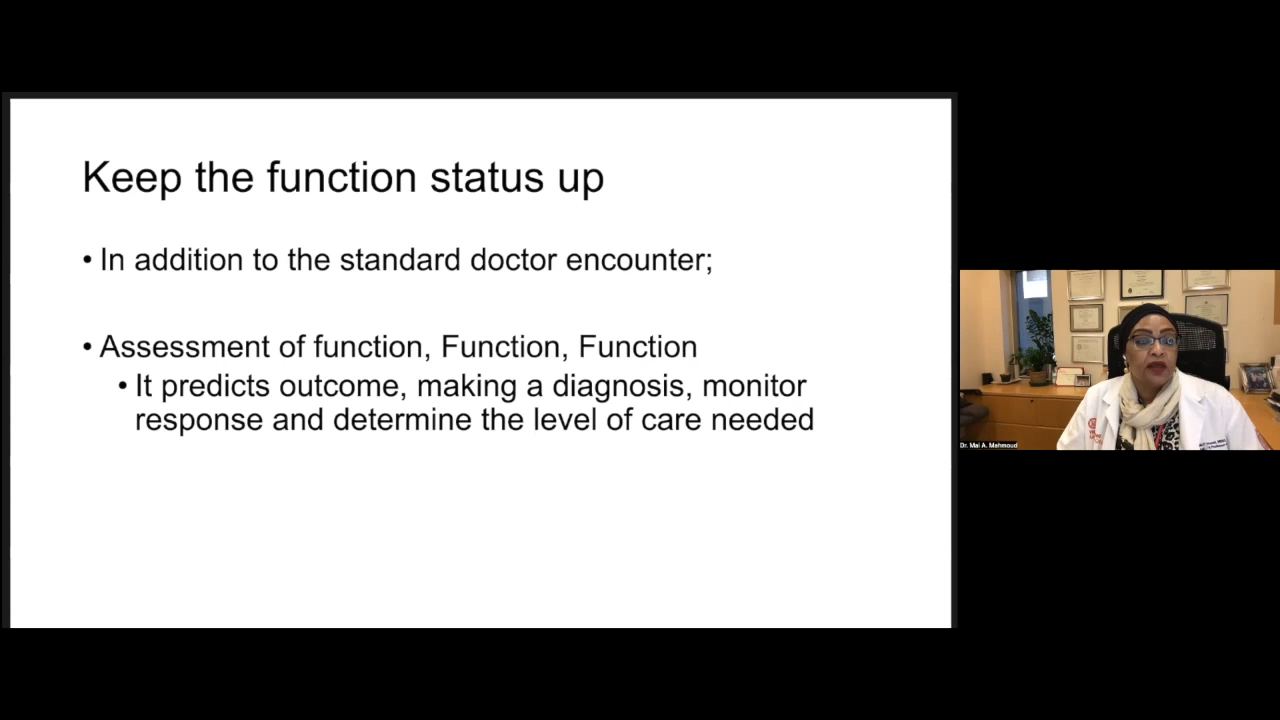 Keep the function status up
• In addition to the standard doctor encounter;
• Assessment of function, Function, Function
• It predicts outcome, making a diagnosis, monitor
response and determine the level of care needed
Dr. Mai A. Mahmoud